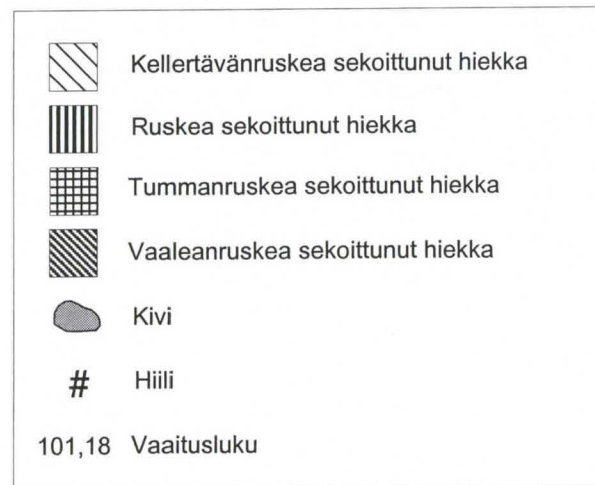 Kellertävänruskea sekoittunut hiekka
Ruskea sekoittunut hiekka
Tummanruskea sekoittunut hiekka
Vaaleanruskea sekoittunut hiekka
Kivi
# Hiili
101,18 Vaaitusluku